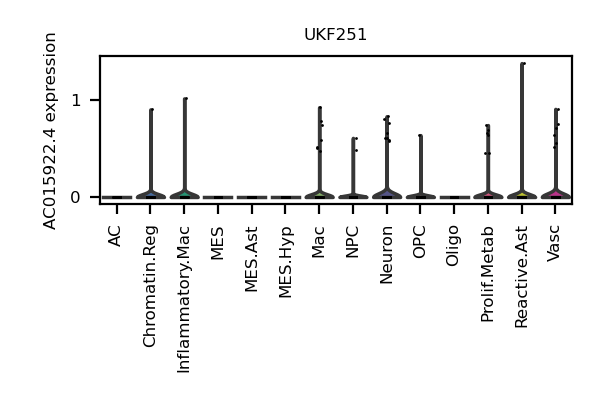 UKF251
AC015922.4 expression
1
0
AC
Chromatin.Reg
Inflammatory.Mac
MES
MES.Ast
MES.Hyp
Mac
NPC
Neuron
OPC
Oligo
Prolif.Metab
Reactive.Ast
Vasc